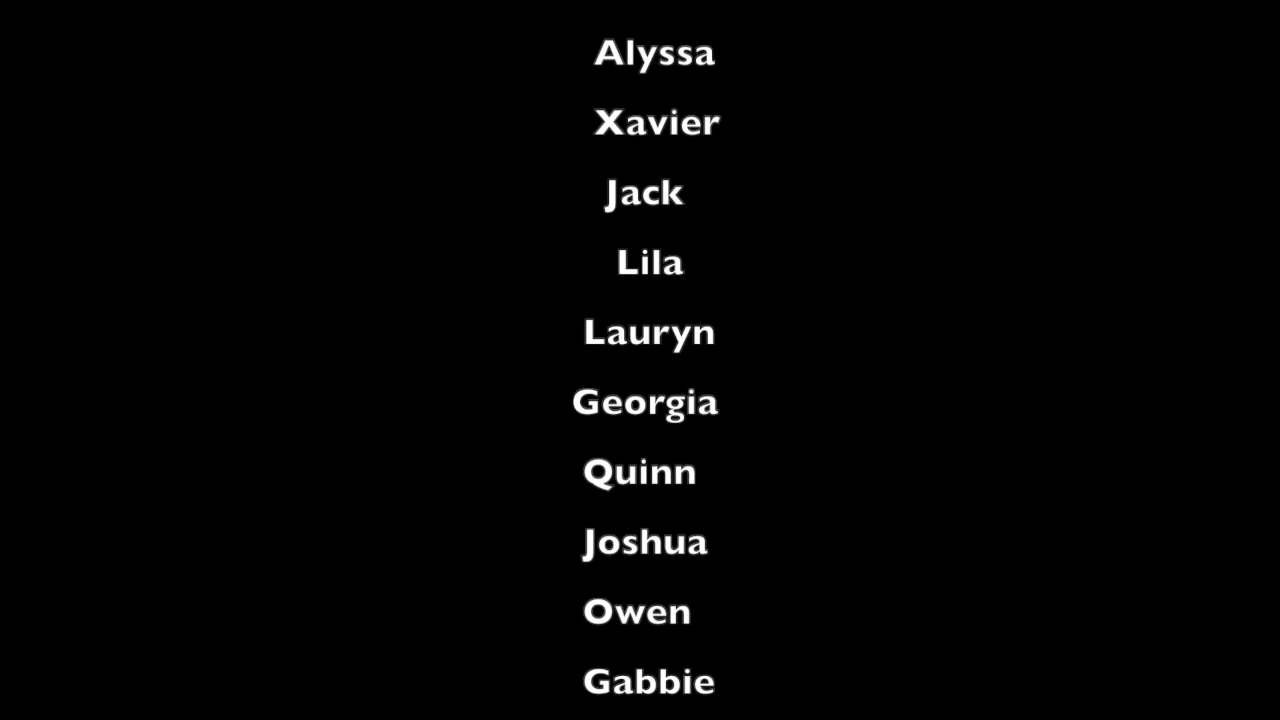 Alyssa
Xavier
Jack
Lila
Lauryn
Georgia
Quinn
Joshua
Owen
Gabbie